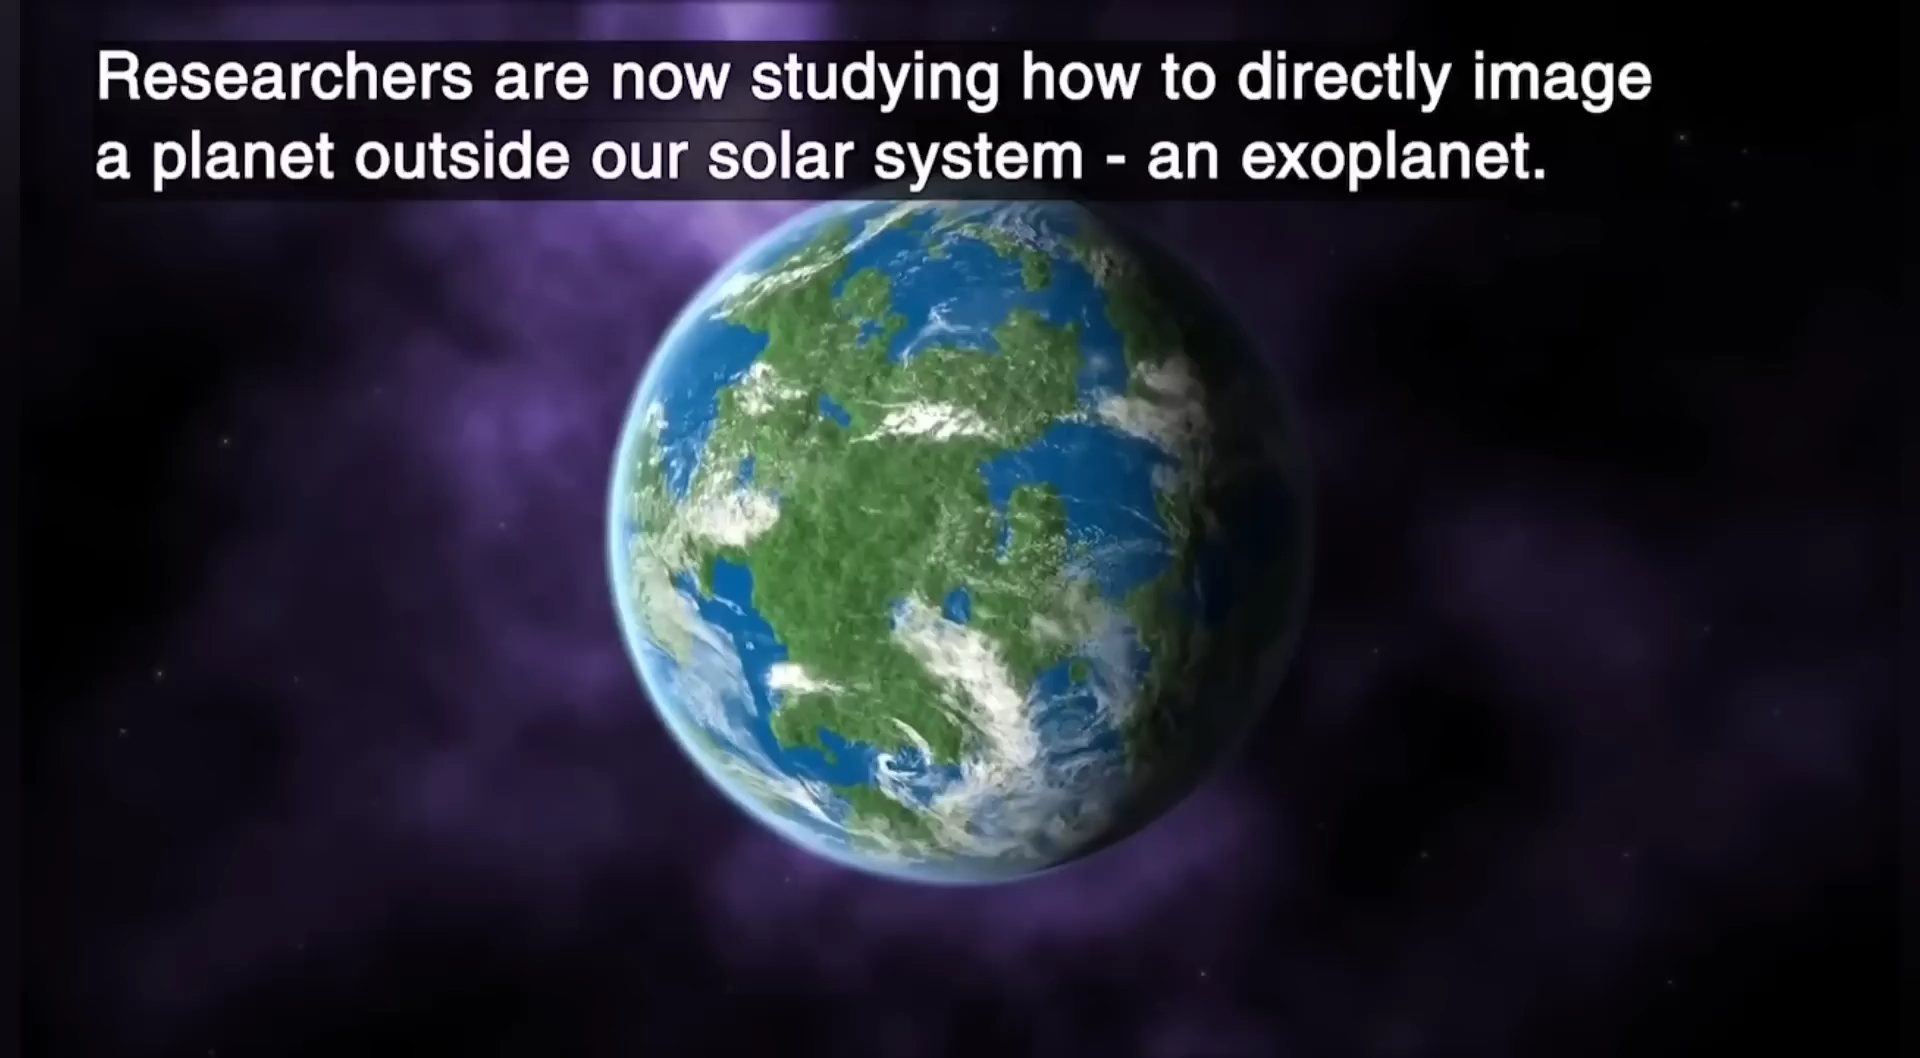 Researchers are now studying how to directly image
a planet outside our solar system - an exoplanet.